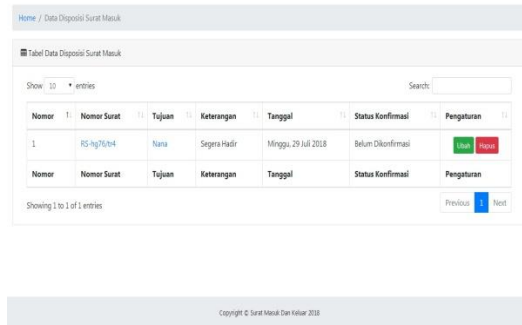 Home / Data Disposisi Surat Masuk
Tabel Data Disposisi Surat Masuk
Show 10 entries Search:
Nomor Nomor Surat Tujuan Keterangan Tanggal Status Konfirmasi Pengaturan
1 RS-hg76/tr4 Nana Segera Hadir Minggu, 29 Juli 2018 Belum Dikonfirmasi Ubah Hapus
Nomor Nomor Surat Tujuan Keterangan Tanggal Status Konfirmasi Pengaturan
Showing 1 to 1 of 1 entries Previous 1 Next
Copyright © Surat Masuk Dan Keluar 2018